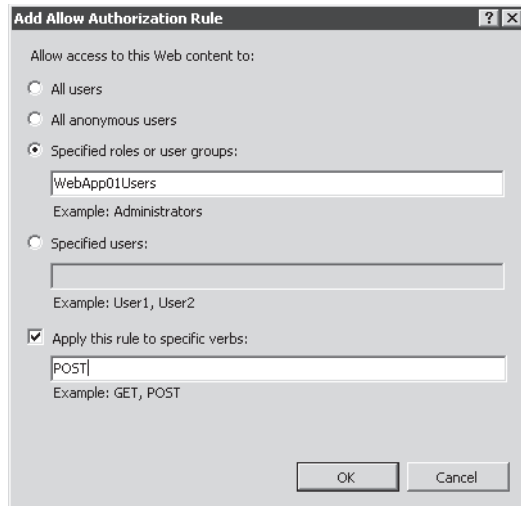 Add Allow Authorization Rule
Allow access to this Web content to:
All users
All anonymous users
Specified roles or user groups:
WebApp01Users
Example: Administrators
Specified users:
Example: User1, User2
Apply this rule to specific verbs:
POST
Example: GET, POST
OK Cancel